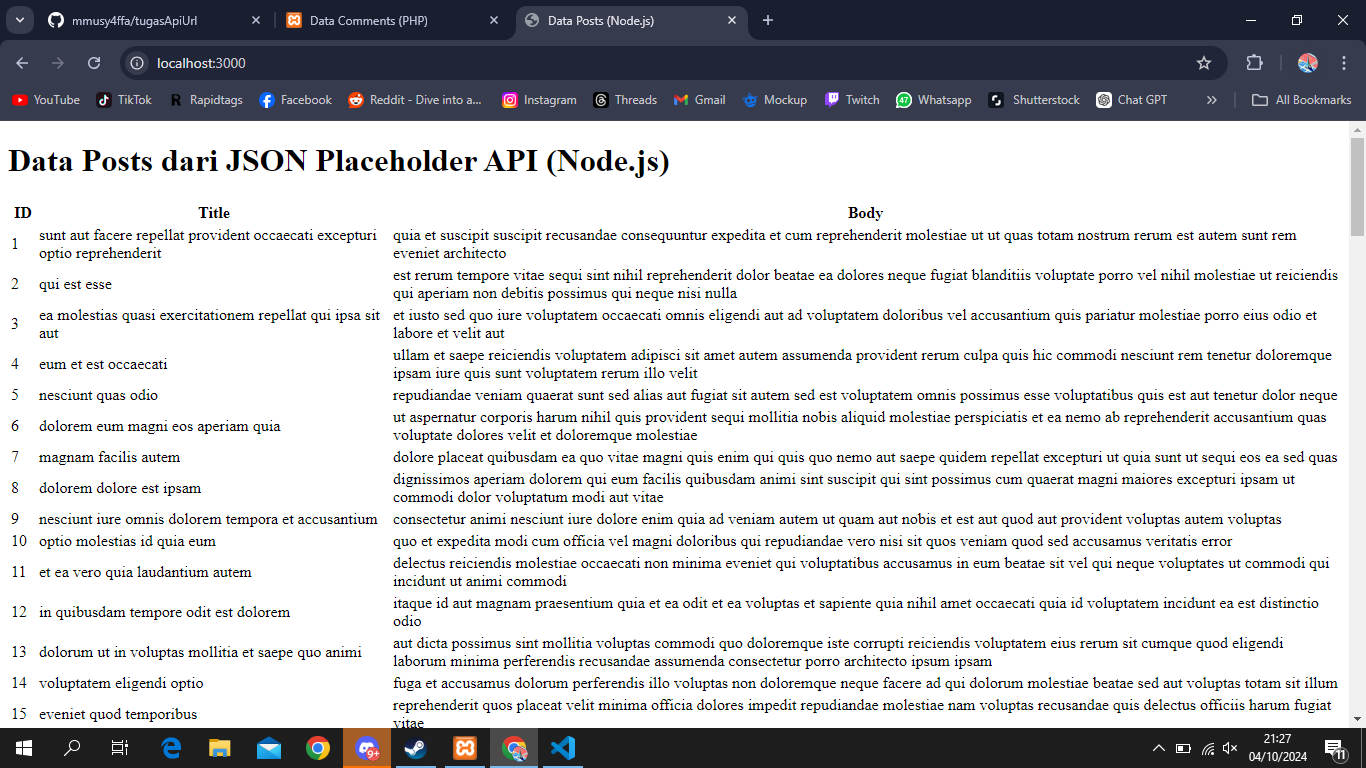 mmusy4ffa/tugasApiUrl
Data Comments (PHP)
Data Posts (Node.js)
localhost:3000
YouTube
TikTok
Rapidtags
Facebook
Reddit - Dive into a...
Instagram
Threads
Gmail
Mockup
Twitch
47
Whatsapp
Shutterstock
Chat GPT
All Bookmarks
Data Posts dari JSON Placeholder API (Node.js)
ID Title Body
1 sunt aut facere repellat provident occaecati excepturi
optio reprehenderit
quia et suscipit suscipit recusandae consequuntur expedita et cum reprehenderit molestiae ut ut quas totam nostrum rerum est autem sunt rem
eveniet architecto
2 qui est esse
est rerum tempore vitae sequi sint nihil reprehenderit dolor beatae ea dolores neque fugiat blanditiis voluptate porro vel nihil molestiae ut reiciendis
qui aperiam non debitis possimus qui neque nisi nulla
3 ea molestias quasi exercitationem repellat qui ipsa sit
aut
et iusto sed quo iure voluptatem occaecati omnis eligendi aut ad voluptatem doloribus vel accusantium quis pariatur molestiae porro eius odio et
labore et velit aut
4 eum et est occaecati
ullam et saepe reiciendis voluptatem adipisci sit amet autem assumenda provident rerum culpa quis hic commodi nesciunt rem tenetur doloremque
ipsam iure quis sunt voluptatem rerum illo velit
5 nesciunt quas odio
repudiandae veniam quaerat sunt sed alias aut fugiat sit autem sed est voluptatem omnis possimus esse voluptatibus quis est aut tenetur dolor neque
6 dolorem eum magni eos aperiam quia
ut aspernatur corporis harum nihil quis provident sequi mollitia nobis aliquid molestiae perspiciatis et ea nemo ab reprehenderit accusantium quas
voluptate dolores velit et doloremque molestiae
7 magnam facilis autem
dolore placeat quibusdam ea quo vitae magni quis enim qui quis quo nemo aut saepe quidem repellat excepturi ut quia sunt ut sequi eos ea sed quas
8 dolorem dolore est ipsam
dignissimos aperiam dolorem qui eum facilis quibusdam animi sint suscipit qui sint possimus cum quaerat magni maiores excepturi ipsam ut
commodi dolor voluptatum modi aut vitae
9 nesciunt iure omnis dolorem tempora et accusantium
consectetur animi nesciunt iure dolore enim quia ad veniam autem ut quam aut nobis et est aut quod aut provident voluptas autem voluptas
10 optio molestias id quia eum
quo et expedita modi cum officia vel magni doloribus qui repudiandae vero nisi sit quos veniam quod sed accusamus veritatis error
11 et ea vero quia laudantium autem
delectus reiciendis molestiae occaecati non minima eveniet qui voluptatibus accusamus in eum beatae sit vel qui neque voluptates ut commodi qui
incidunt ut animi commodi
12 in quibusdam tempore odit est dolorem
itaque id aut magnam praesentium quia et ea odit et ea voluptas et sapiente quia nihil amet occaecati quia id voluptatem incidunt ea est distinctio
odio
13 dolorum ut in voluptas mollitia et saepe quo animi
aut dicta possimus sint mollitia voluptas commodi quo doloremque iste corrupti reiciendis voluptatem eius rerum sit cumque quod eligendi
laborum minima perferendis recusandae assumenda consectetur porro architecto ipsum ipsam
14 voluptatem eligendi optio
fuga et accusamus dolorum perferendis illo voluptas non doloremque neque facere ad qui dolorum molestiae beatae sed aut voluptas totam sit illum
15 eveniet quod temporibus
reprehenderit quos placeat velit minima officia dolores impedit repudiandae molestiae nam voluptas recusandae quis delectus officiis harum fugiat
vitae
9+
21:27
04/10/2024
11